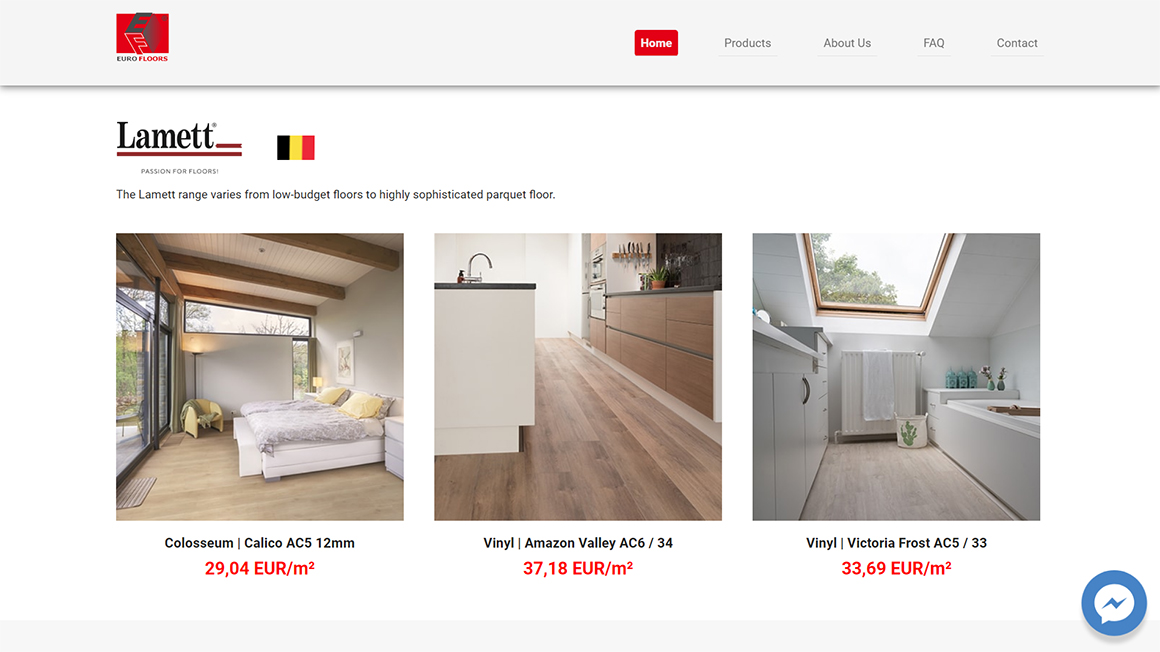 EURO FLOORS
Home
Products
About Us
FAQ
Contact
Lamett®
PASSION FOR FLOORS!
The Lamett range varies from low-budget floors to highly sophisticated parquet floor.
Colosseum | Calico AC5 12mm
29,04 EUR/m²
Vinyl | Amazon Valley AC6 / 34
37,18 EUR/m²
Vinyl | Victoria Frost AC5 / 33
33,69 EUR/m²